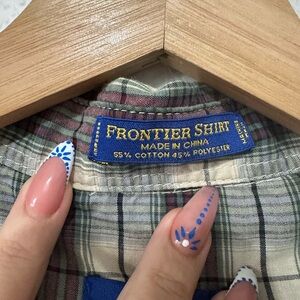 FRONTIER SHIRT
MADE IN CHINA
55% COTTON 45% POLYESTER